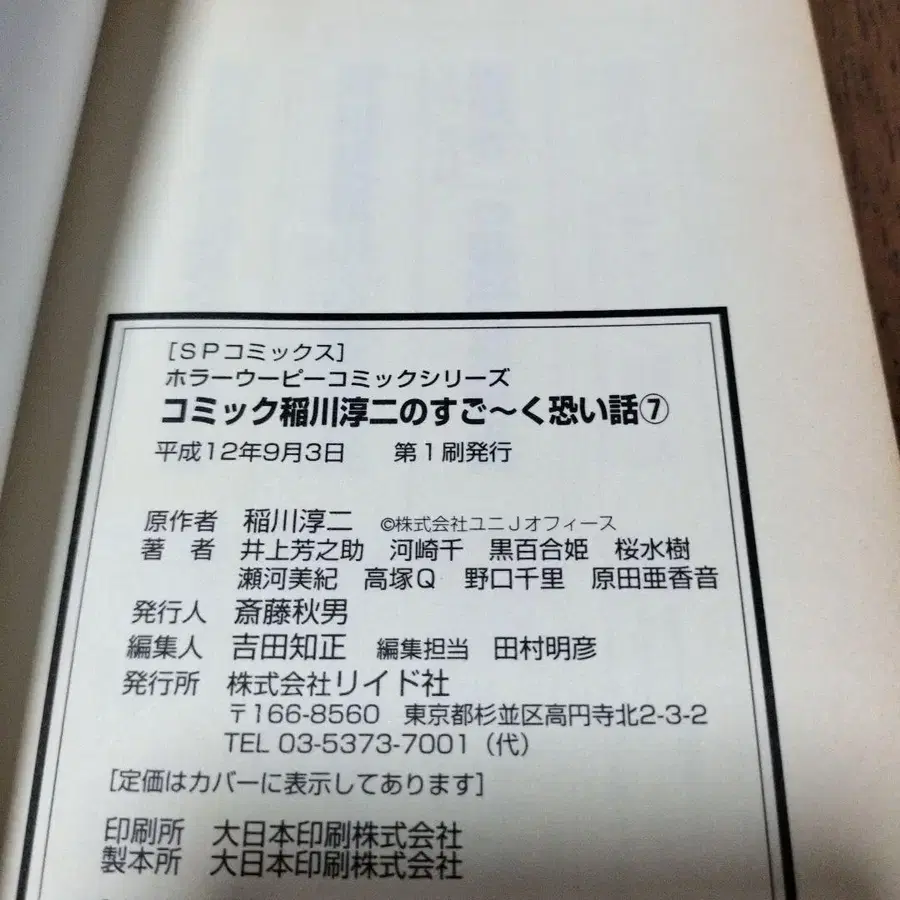 [SPコミックス]
ホラーウーピーコミックシリーズ
コミック稲川淳二のすご〜く恐い話⑦
平成12年9月3日　第1刷発行
原作者　稲川淳二　©株式会社ユニJオフィース
著　者　井上芳之助　河崎千　黒百合姫　桜水樹
瀬河美紀　高塚Q　野口千里　原田亜香音
発行人　斎藤秋男
編集人　吉田知正　編集担当　田村明彦
発行所　株式会社リイド社
〒166-8560　東京都杉並区高円寺北2-3-2
TEL 03-5373-7001（代）
[定価はカバーに表示してあります]
印刷所　大日本印刷株式会社
製本所　大日本印刷株式会社